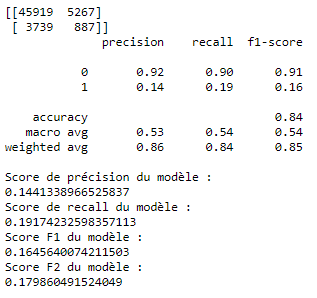 [[45919 5267]
[ 3739 887]]
precision recall f1-score
0 0.92 0.90 0.91
1 0.14 0.19 0.16
accuracy 0.84
macro avg 0.53 0.54 0.54
weighted avg 0.86 0.84 0.85
Score de précision du modèle :
0.1441338966525837
Score de recall du modèle :
0.19174232598357113
Score F1 du modèle :
0.1645640074211503
Score F2 du modèle :
0.179860491524049